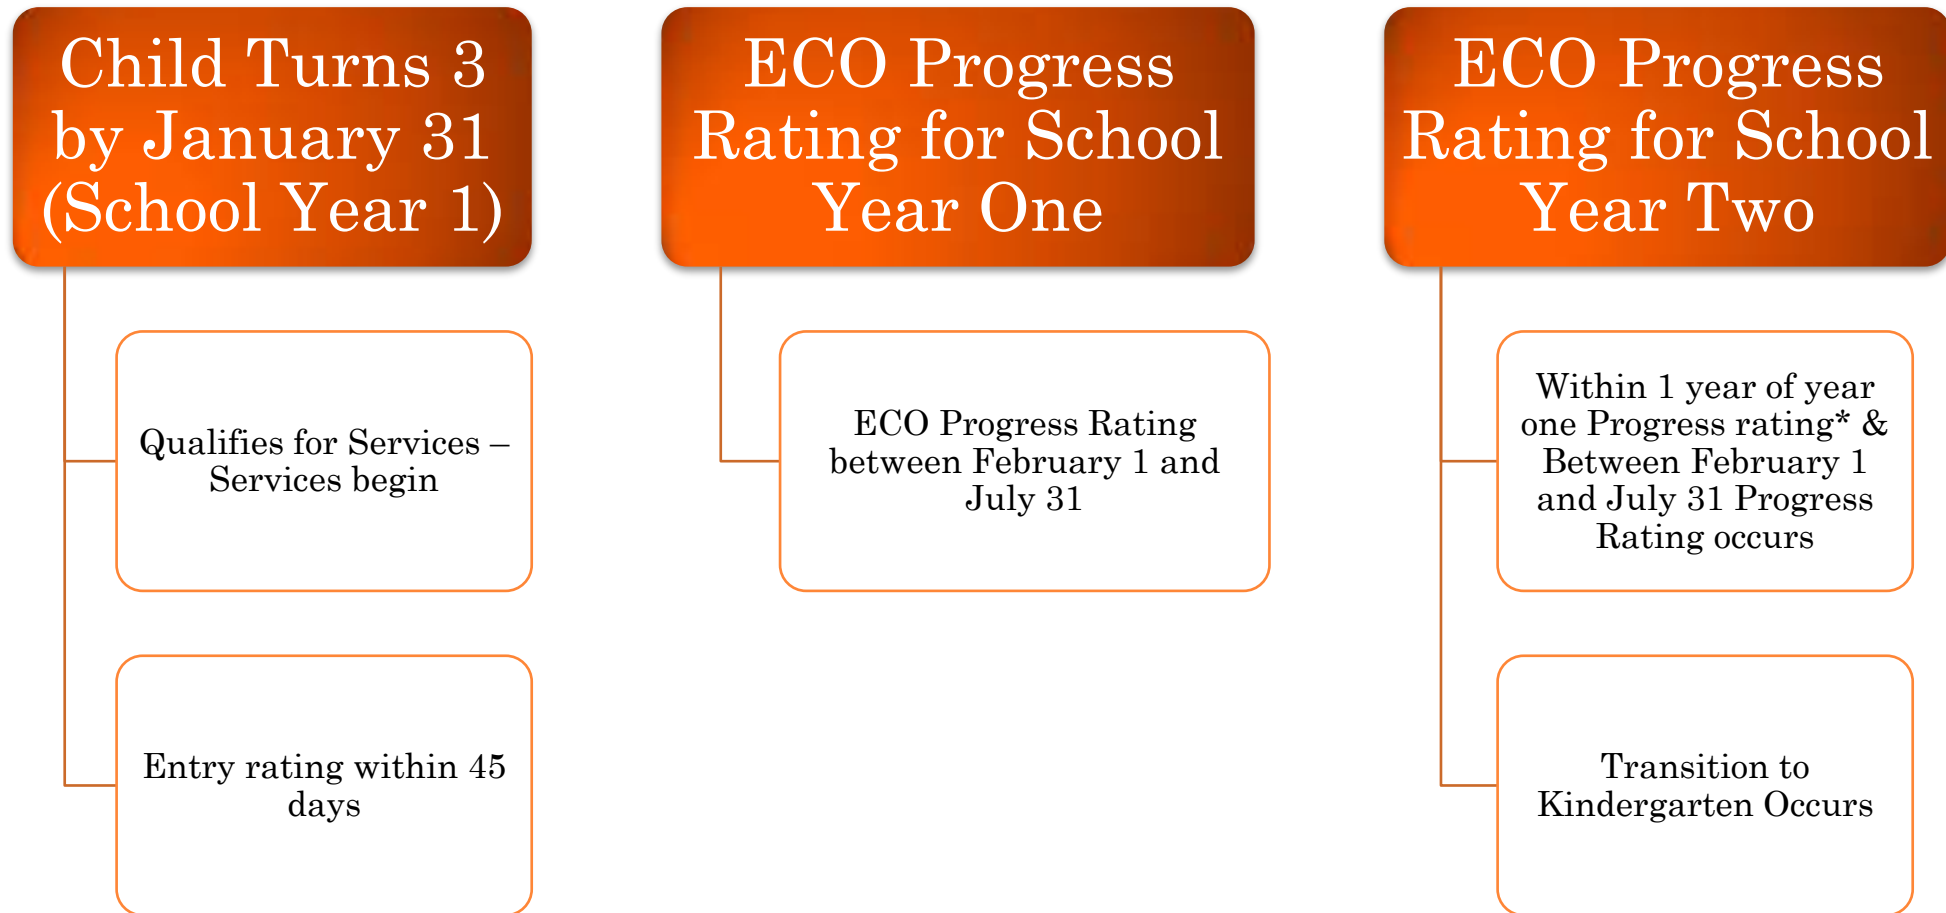 Child Turns 3
by January 31
(School Year 1)
Qualifies for Services –
Services begin
Entry rating within 45
days
ECO Progress
Rating for School
Year One
ECO Progress Rating
between February 1 and
July 31
ECO Progress
Rating for School
Year Two
Within 1 year of year
one Progress rating* &
Between February 1
and July 31 Progress
Rating occurs
Transition to
Kindergarten Occurs